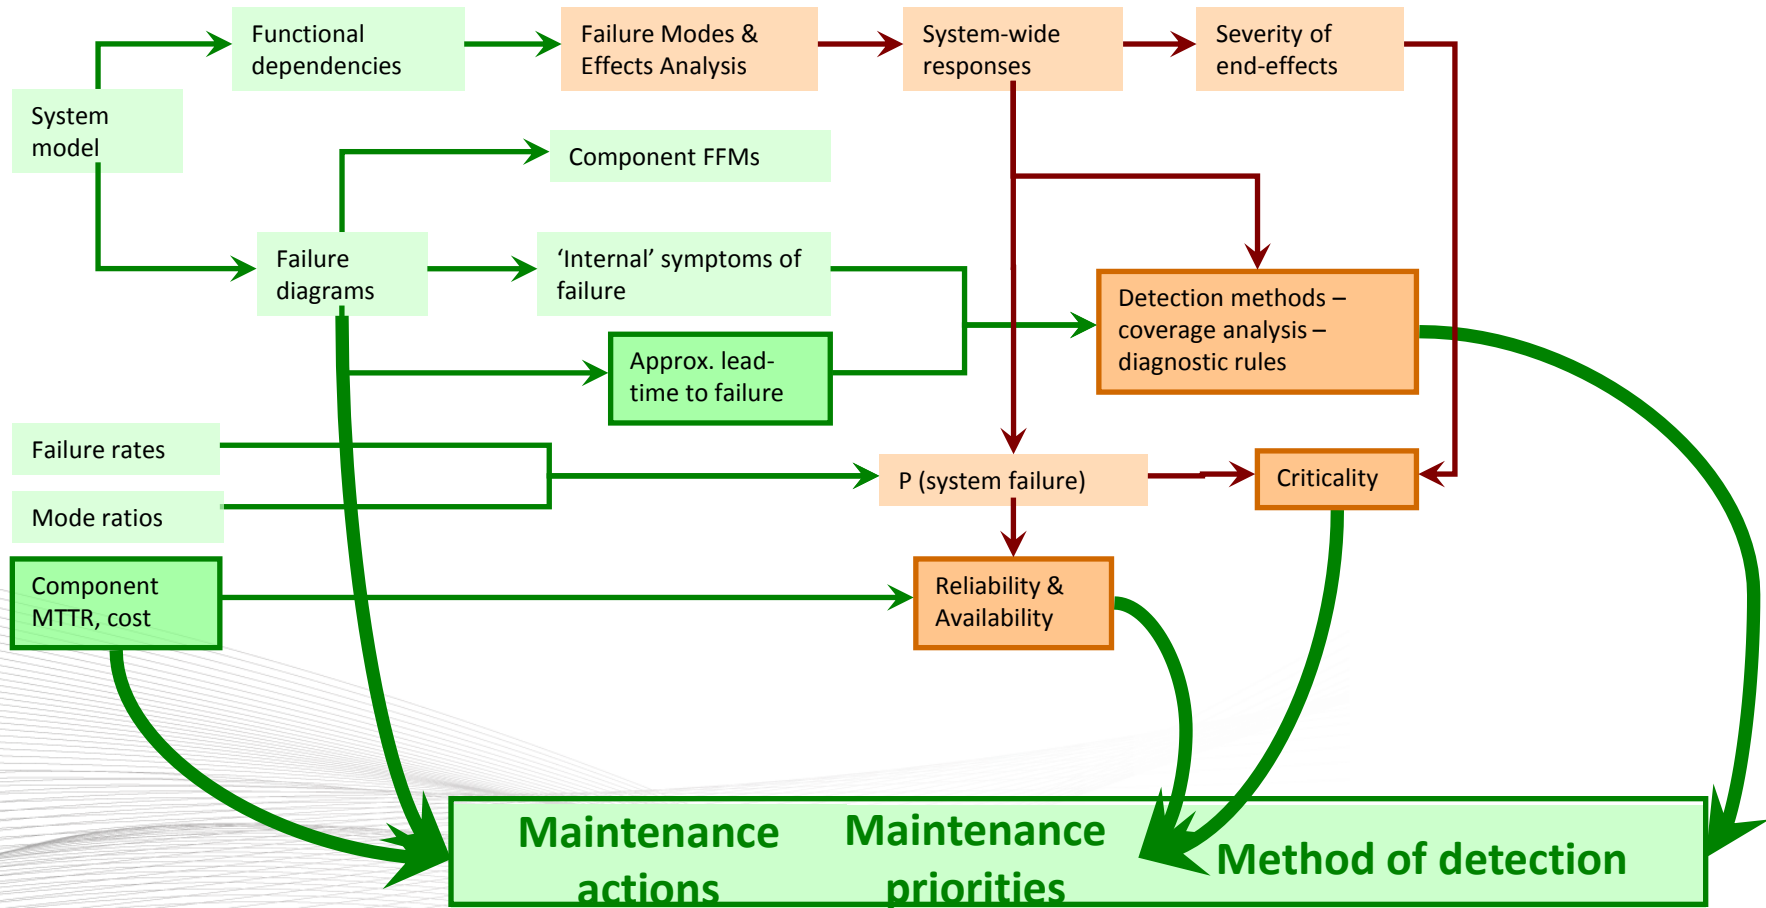 Functional
dependencies
Failure Modes &
Effects Analysis
System-wide
responses
Severity of
end-effects
System
model
Component FFMs
Failure
diagrams
‘Internal’ symptoms of
failure
Approx. lead-
time to failure
Detection methods –
coverage analysis –
diagnostic rules
Failure rates
Mode ratios
P (system failure)
Criticality
Component
MTTR, cost
Reliability &
Availability
Maintenance
actions
Maintenance
priorities
Method of detection